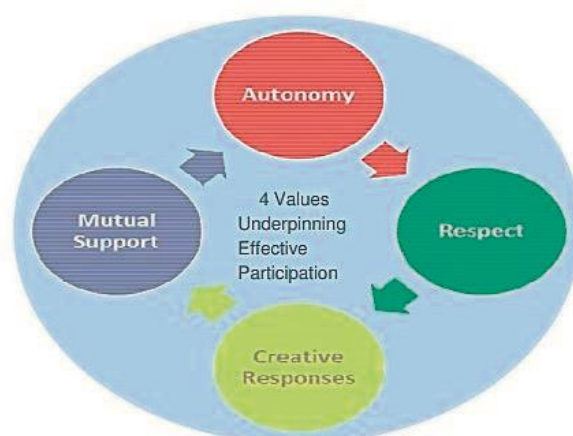 Autonomy
Mutual
Support
4 Values
Underpinning
Effective
Participation
Respect
Creative
Responses